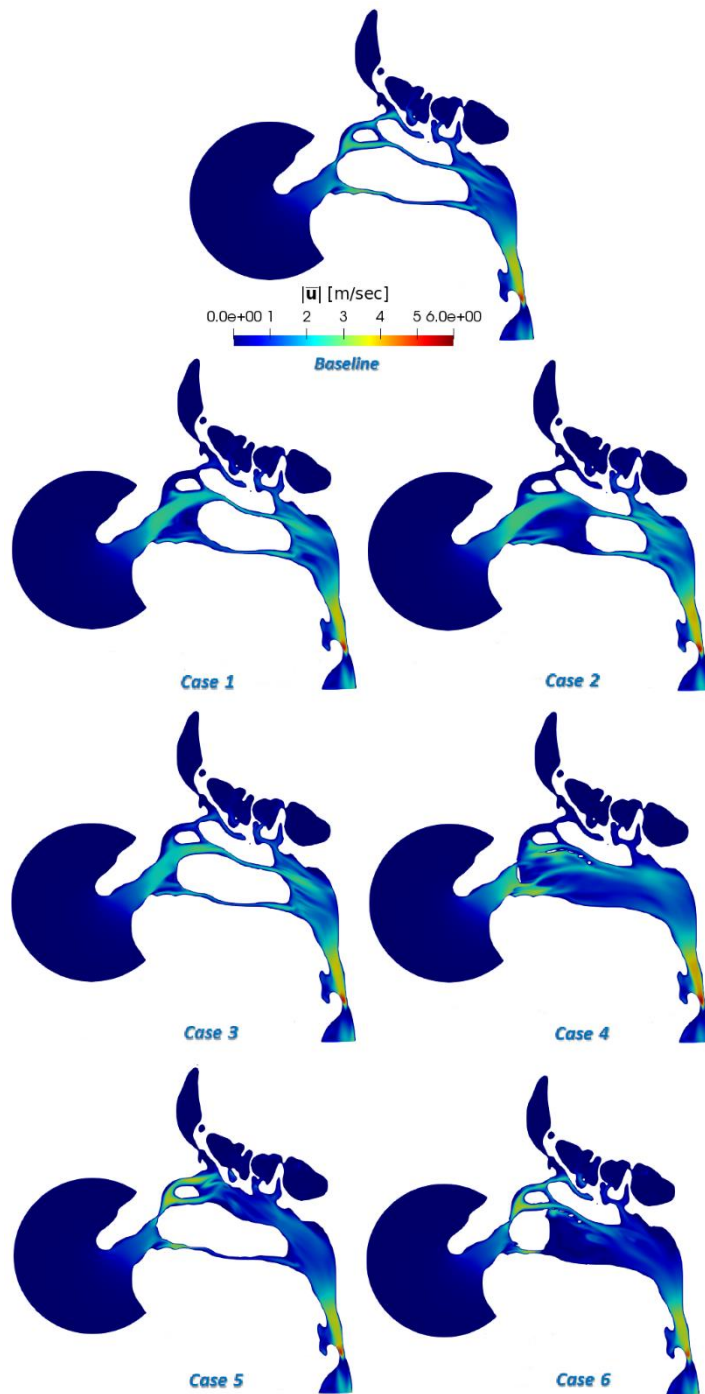 |u̅| [m/sec]
0.0e+00 1 2 3 4 5 6.0e+00
Baseline
Case 1 Case 2
Case 3 Case 4
Case 5 Case 6